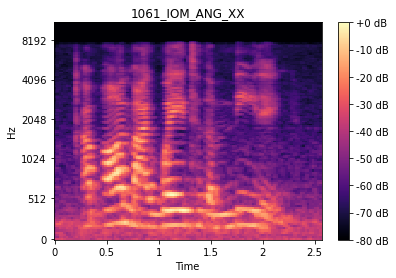 1061_IOM_ANG_XX
8192
4096
2048
1024
512
0
Hz
0
0.5
1
1.5
2
2.5
Time
+0 dB
-10 dB
-20 dB
-30 dB
-40 dB
-50 dB
-60 dB
-70 dB
-80 dB